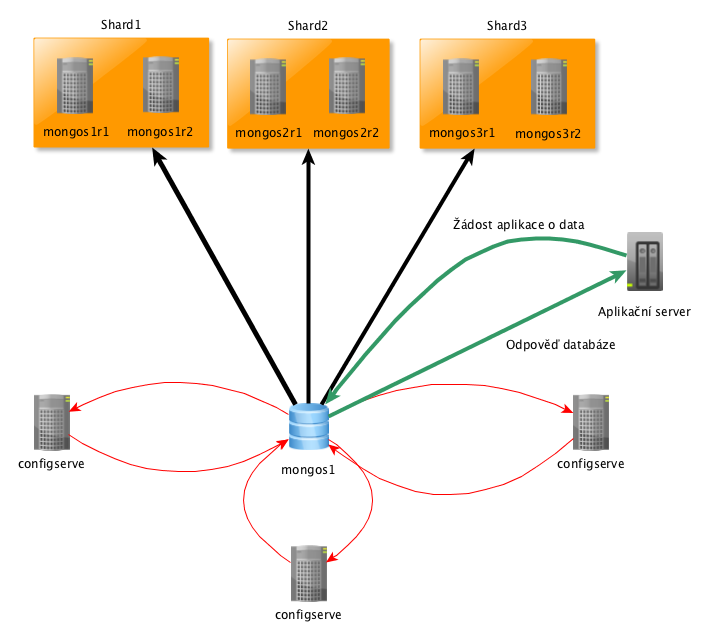 Shard1
Shard2
Shard3
mongos1r1
mongos1r2
mongos2r1
mongos2r2
mongos3r1
mongos3r2
Žádost aplikace o data
Aplikační server
Odpověď databáze
configserve
mongos1
configserve
configserve